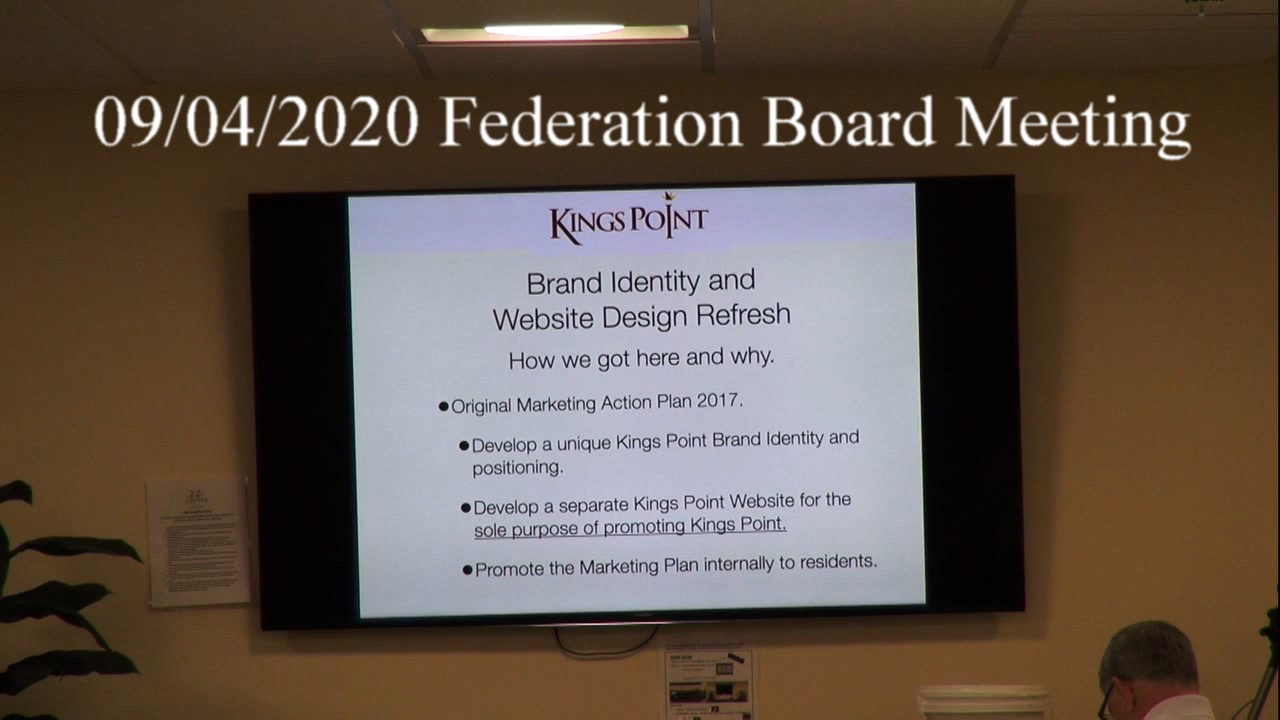 09/04/2020 Federation Board Meeting
KINGS POINT
Brand Identity and
Website Design Refresh
How we got here and why.
●Original Marketing Action Plan 2017.
●Develop a unique Kings Point Brand Identity and
positioning.
●Develop a separate Kings Point Website for the
sole purpose of promoting Kings Point.
●Promote the Marketing Plan internally to residents.